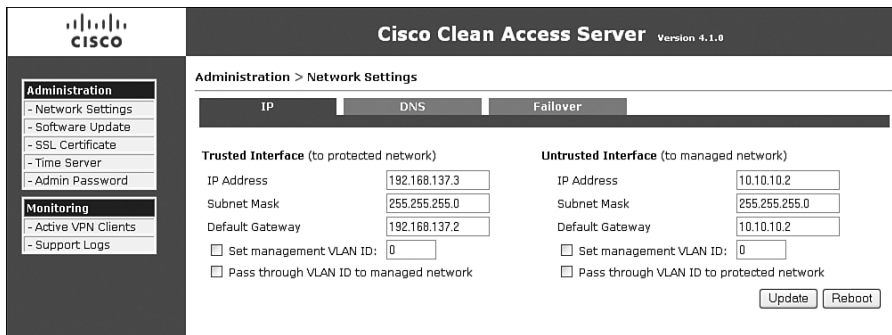 CISCO
Cisco Clean Access Server Version 4.1.0
Administration
- Network Settings
- Software Update
- SSL Certificate
- Time Server
- Admin Password
Monitoring
- Active VPN Clients
- Support Logs
Administration > Network Settings
IP DNS Failover
Trusted Interface (to protected network)
IP Address 192.168.137.3
Subnet Mask 255.255.255.0
Default Gateway 192.168.137.2
Set management VLAN ID: 0
Pass through VLAN ID to managed network
Untrusted Interface (to managed network)
IP Address 10.10.10.2
Subnet Mask 255.255.255.0
Default Gateway 10.10.10.2
Set management VLAN ID: 0
Pass through VLAN ID to protected network
Update Reboot